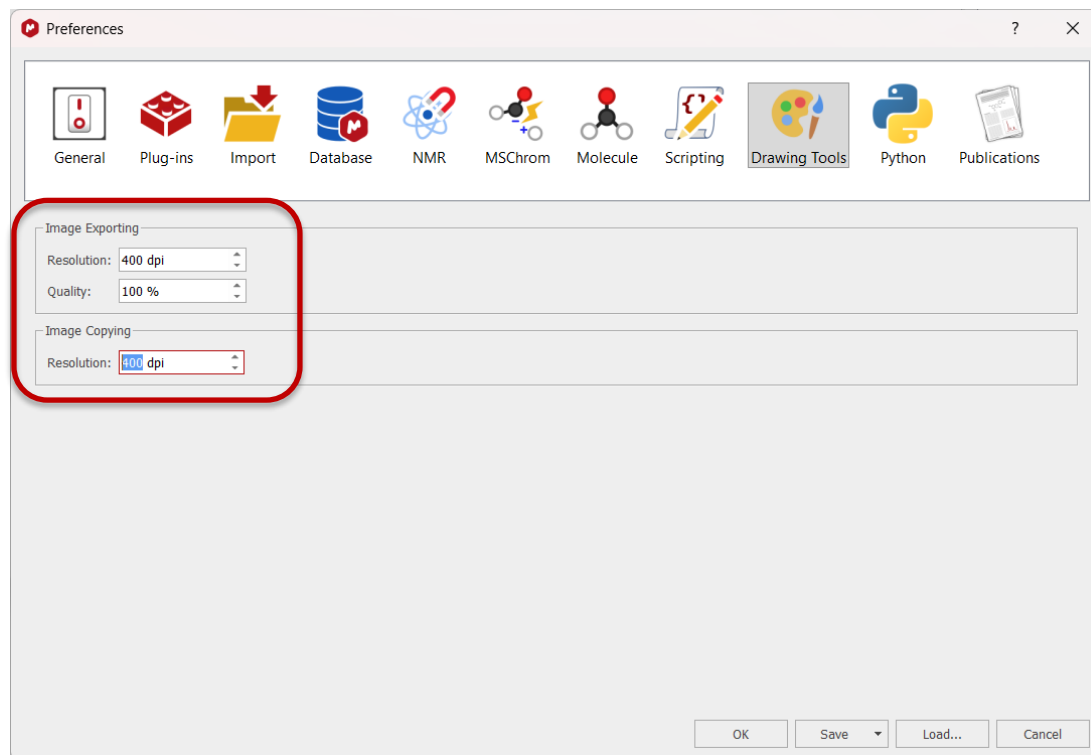 Preferences ?
General Plug-ins Import Database NMR MSChrom Molecule Scripting Drawing Tools Python Publications
Image Exporting
Resolution: 400 dpi
Quality: 100 %
Image Copying
Resolution: 400 dpi
OK Save Load... Cancel